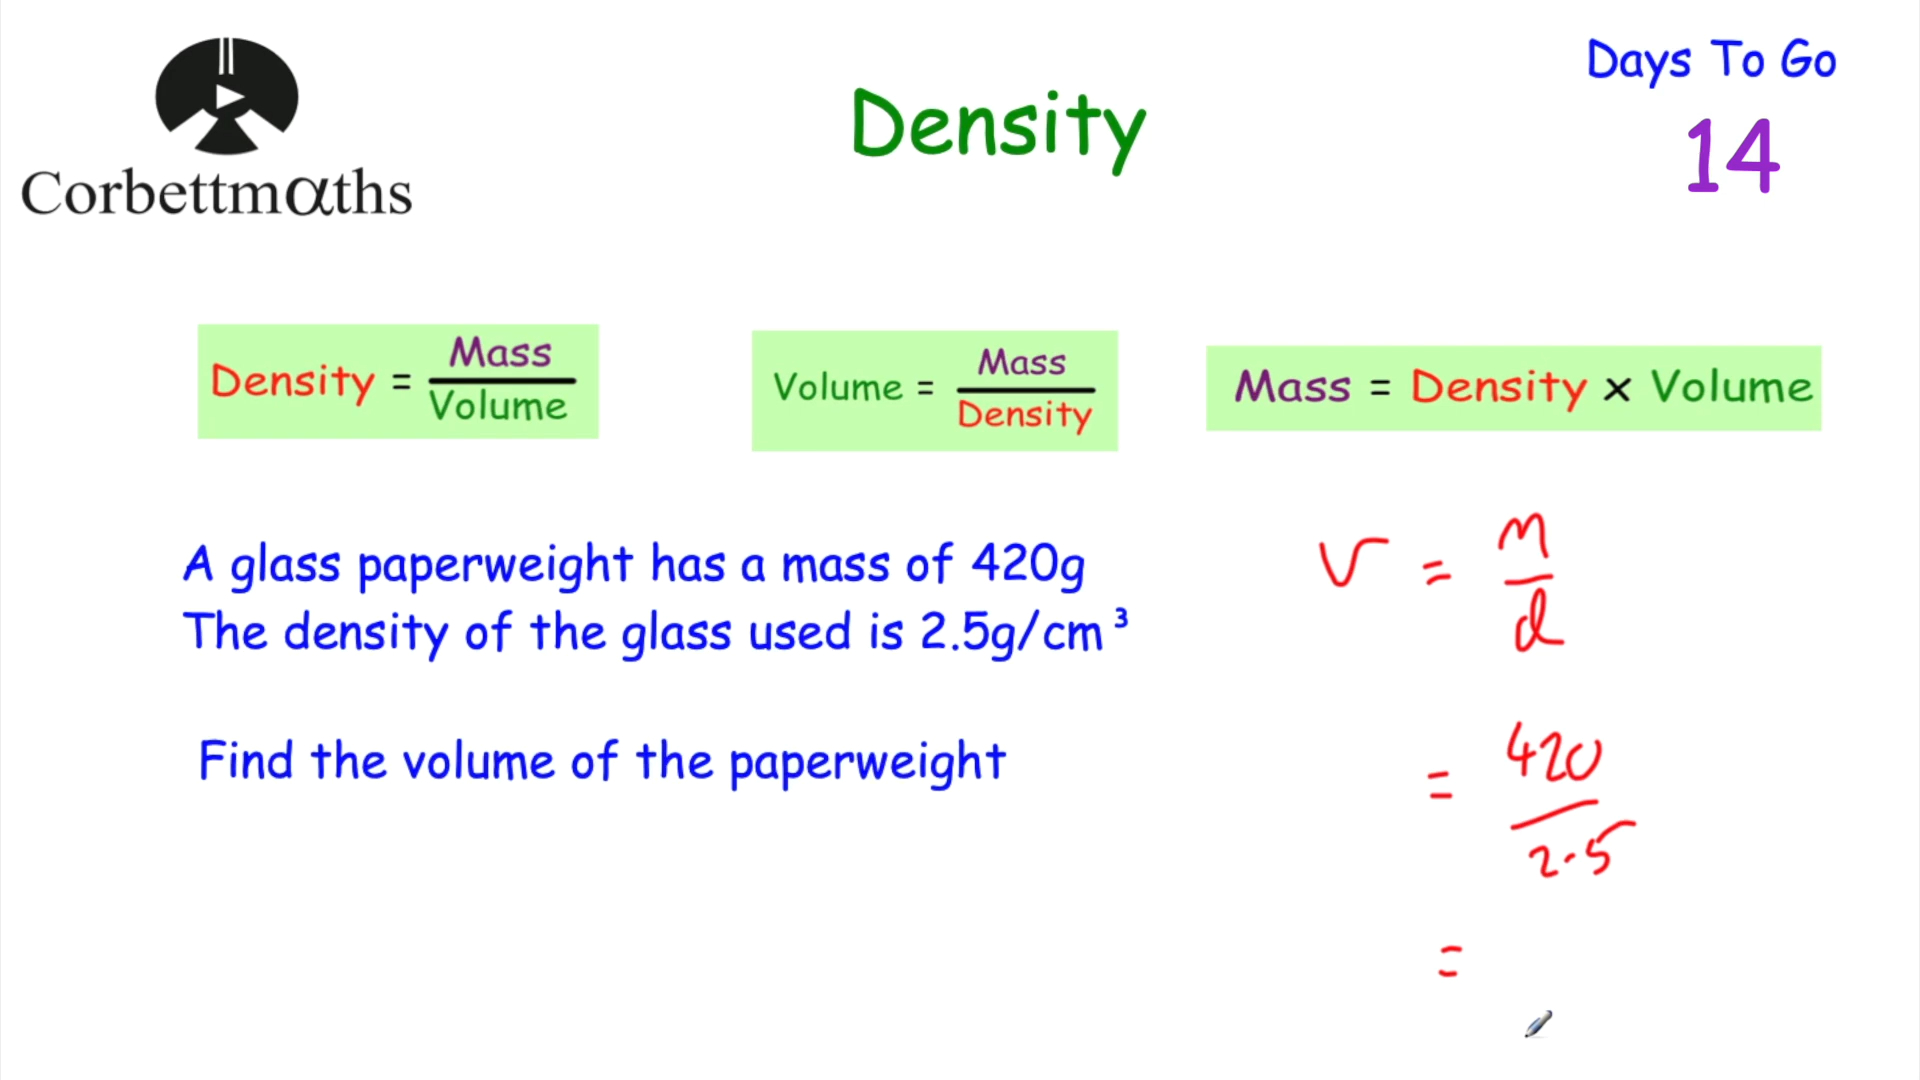 Corbettmαths
Density
Days To Go
14
Density = Mass / Volume
Volume = Mass / Density
Mass = Density × Volume
A glass paperweight has a mass of 420g
The density of the glass used is 2.5g/cm³
Find the volume of the paperweight
V = m / d
= 420 / 2.5
=